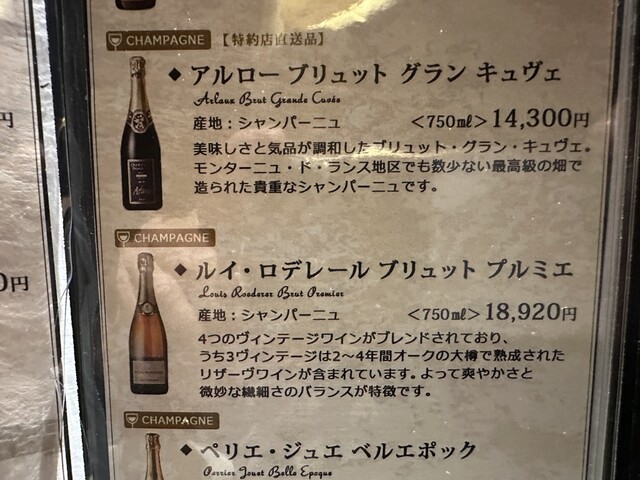 CHAMPAGNE 【特約店直送品】
◆ アルロー ブリュット グラン キュヴェ
Arlaux Brut Grande Cuvée
産地：シャンパーニュ <750㎖> 14,300円
美味しさと気品が調和したブリュット・グラン・キュヴェ。
モンターニュ・ド・ランス地区でも数少ない最高級の畑で
造られた貴重なシャンパーニュです。
CHAMPAGNE
◆ ルイ・ロデレール ブリュット プルミエ
Louis Roederer Brut Premier
産地：シャンパーニュ <750㎖> 18,920円
4つのヴィンテージワインがブレンドされており、
うち3ヴィンテージは2〜4年間オークの大樽で熟成された
リザーヴワインが含まれています。よって爽やかさと
微妙な繊細さのバランスが特徴です。
CHAMPAGNE
◆ ペリエ・ジュエ ベルエポック
Perrier Jouet Belle Epoque
円
0円